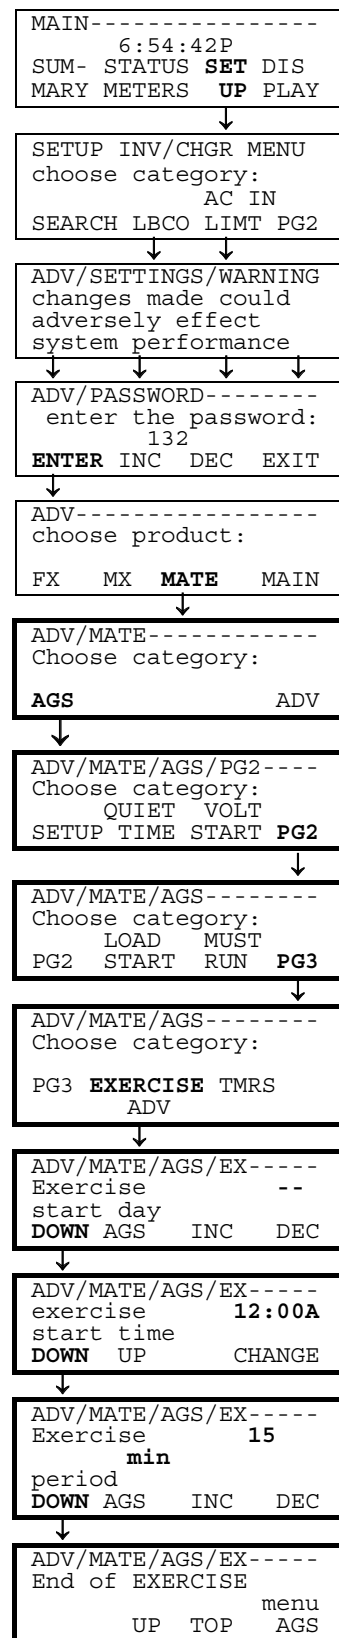 MAIN-----------------
6:54:42P
SUM- STATUS SET DIS
MARY METERS UP PLAY
SETUP INV/CHGR MENU
choose category:
AC IN
SEARCH LBCO LIMT PG2
ADV/SETTINGS/WARNING
changes made could
adversely effect
system performance
ADV/PASSWORD--------
enter the password:
132
ENTER INC DEC EXIT
ADV-----------------
choose product:
FX MX MATE MAIN
ADV/MATE------------
Choose category:
AGS ADV
ADV/MATE/AGS/PG2----
Choose category:
QUIET VOLT
SETUP TIME START PG2
ADV/MATE/AGS--------
Choose category:
LOAD MUST
PG2 START RUN PG3
ADV/MATE/AGS--------
Choose category:
PG3 EXERCISE TMRS
ADV
ADV/MATE/AGS/EX-----
Exercise --
start day
DOWN AGS INC DEC
ADV/MATE/AGS/EX-----
exercise 12:00A
start time
DOWN UP CHANGE
ADV/MATE/AGS/EX-----
Exercise 15
min
period
DOWN AGS INC DEC
ADV/MATE/AGS/EX-----
End of EXERCISE
menu
UP TOP AGS